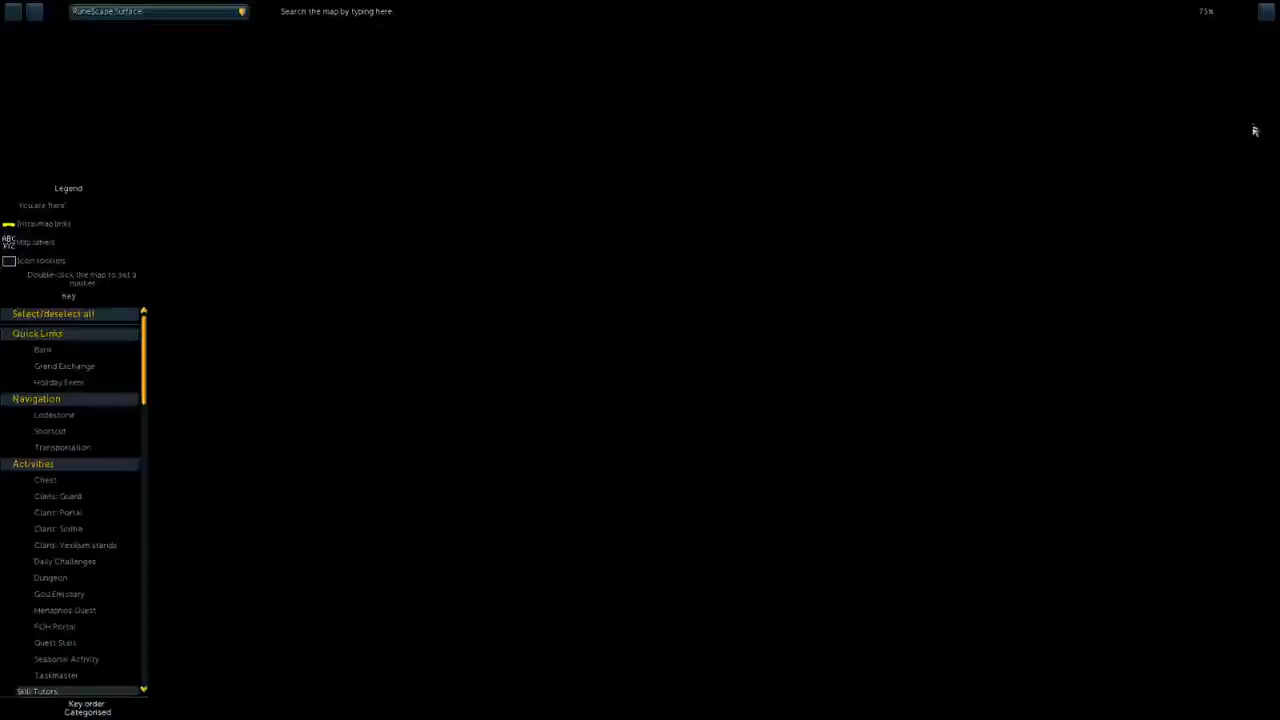 RuneScape Surface
Search the map by typing here.
75%
Legend
'You are here'
Intramap links
ABC
XYZ
Map labels
Icon tooltips
Double-click the map to set a
marker
Key
Select/deselect all
Quick Links
Bank
Grand Exchange
Holiday Event
Navigation
Lodestone
Shortcut
Transportation
Activities
Chest
Clans: Guard
Clans: Portal
Clans: Scribe
Clans: Vexillum stands
Daily Challenges
Dungeon
God Emissary
Menaphos Quest
POH Portal
Quest Start
Seasonal Activity
Taskmaster
Skill Tutors
Key order
Categorised